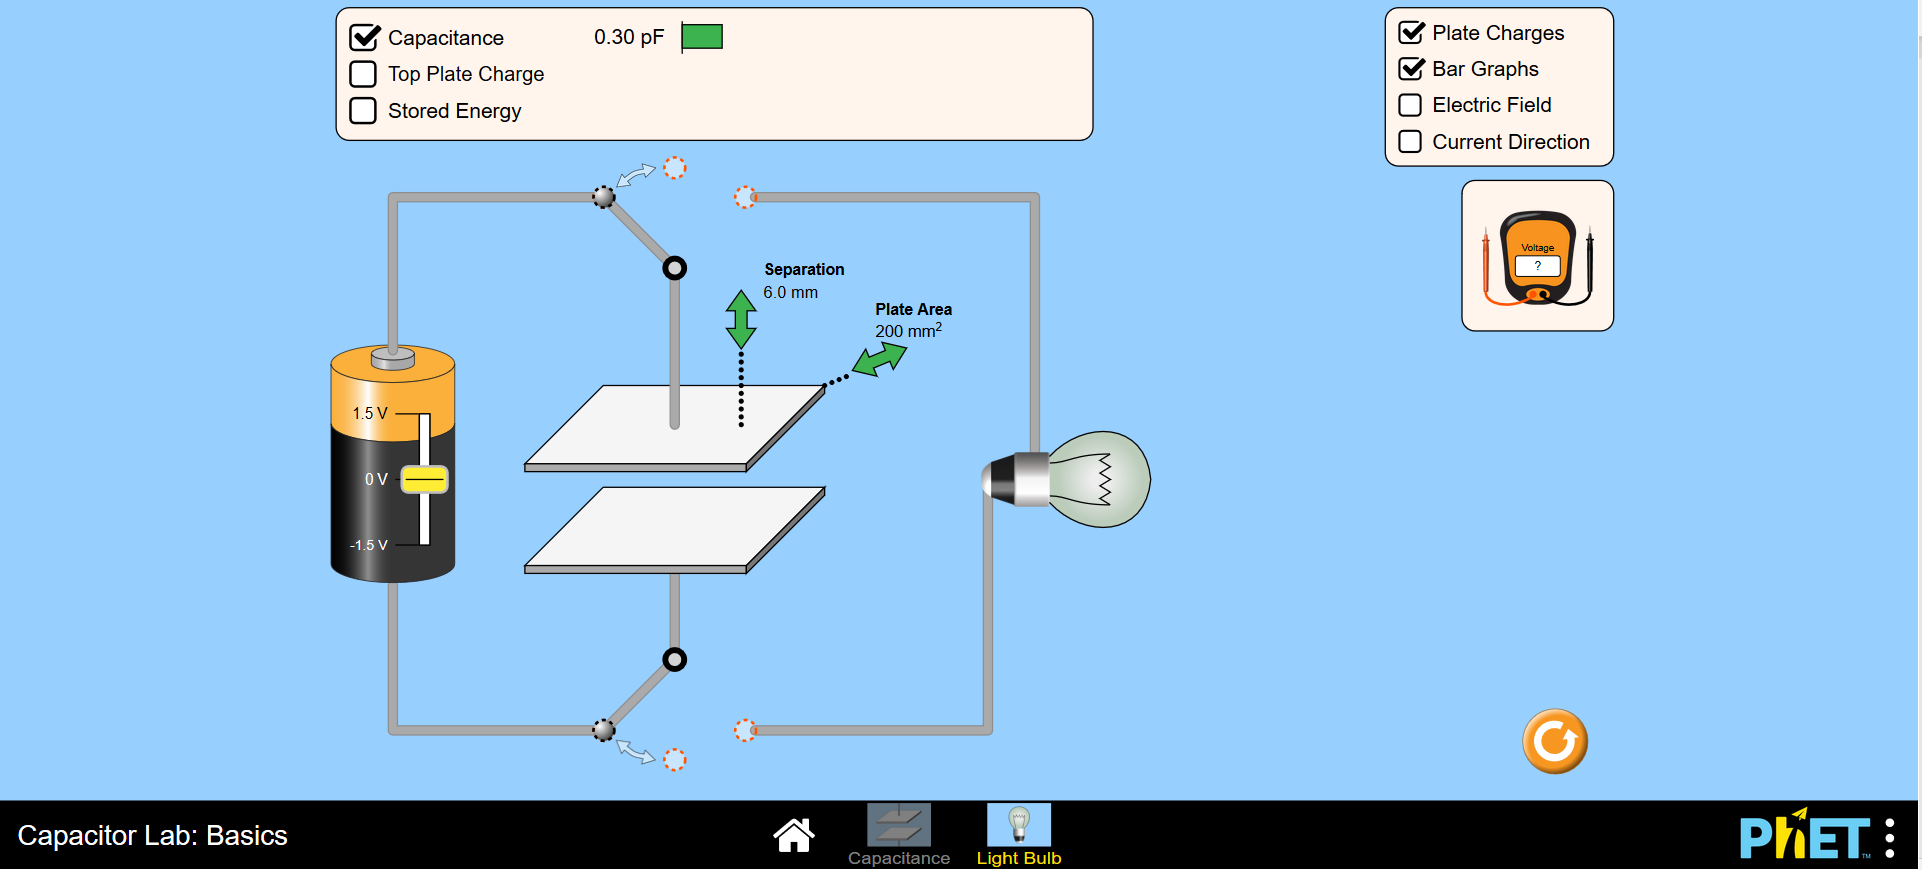 Capacitance 0.30 pF
Top Plate Charge
Stored Energy
Plate Charges
Bar Graphs
Electric Field
Current Direction
Voltage
?
Separation
6.0 mm
Plate Area
200 mm²
1.5 V
0 V
-1.5 V
Capacitor Lab: Basics
Capacitance
Light Bulb
PhET™